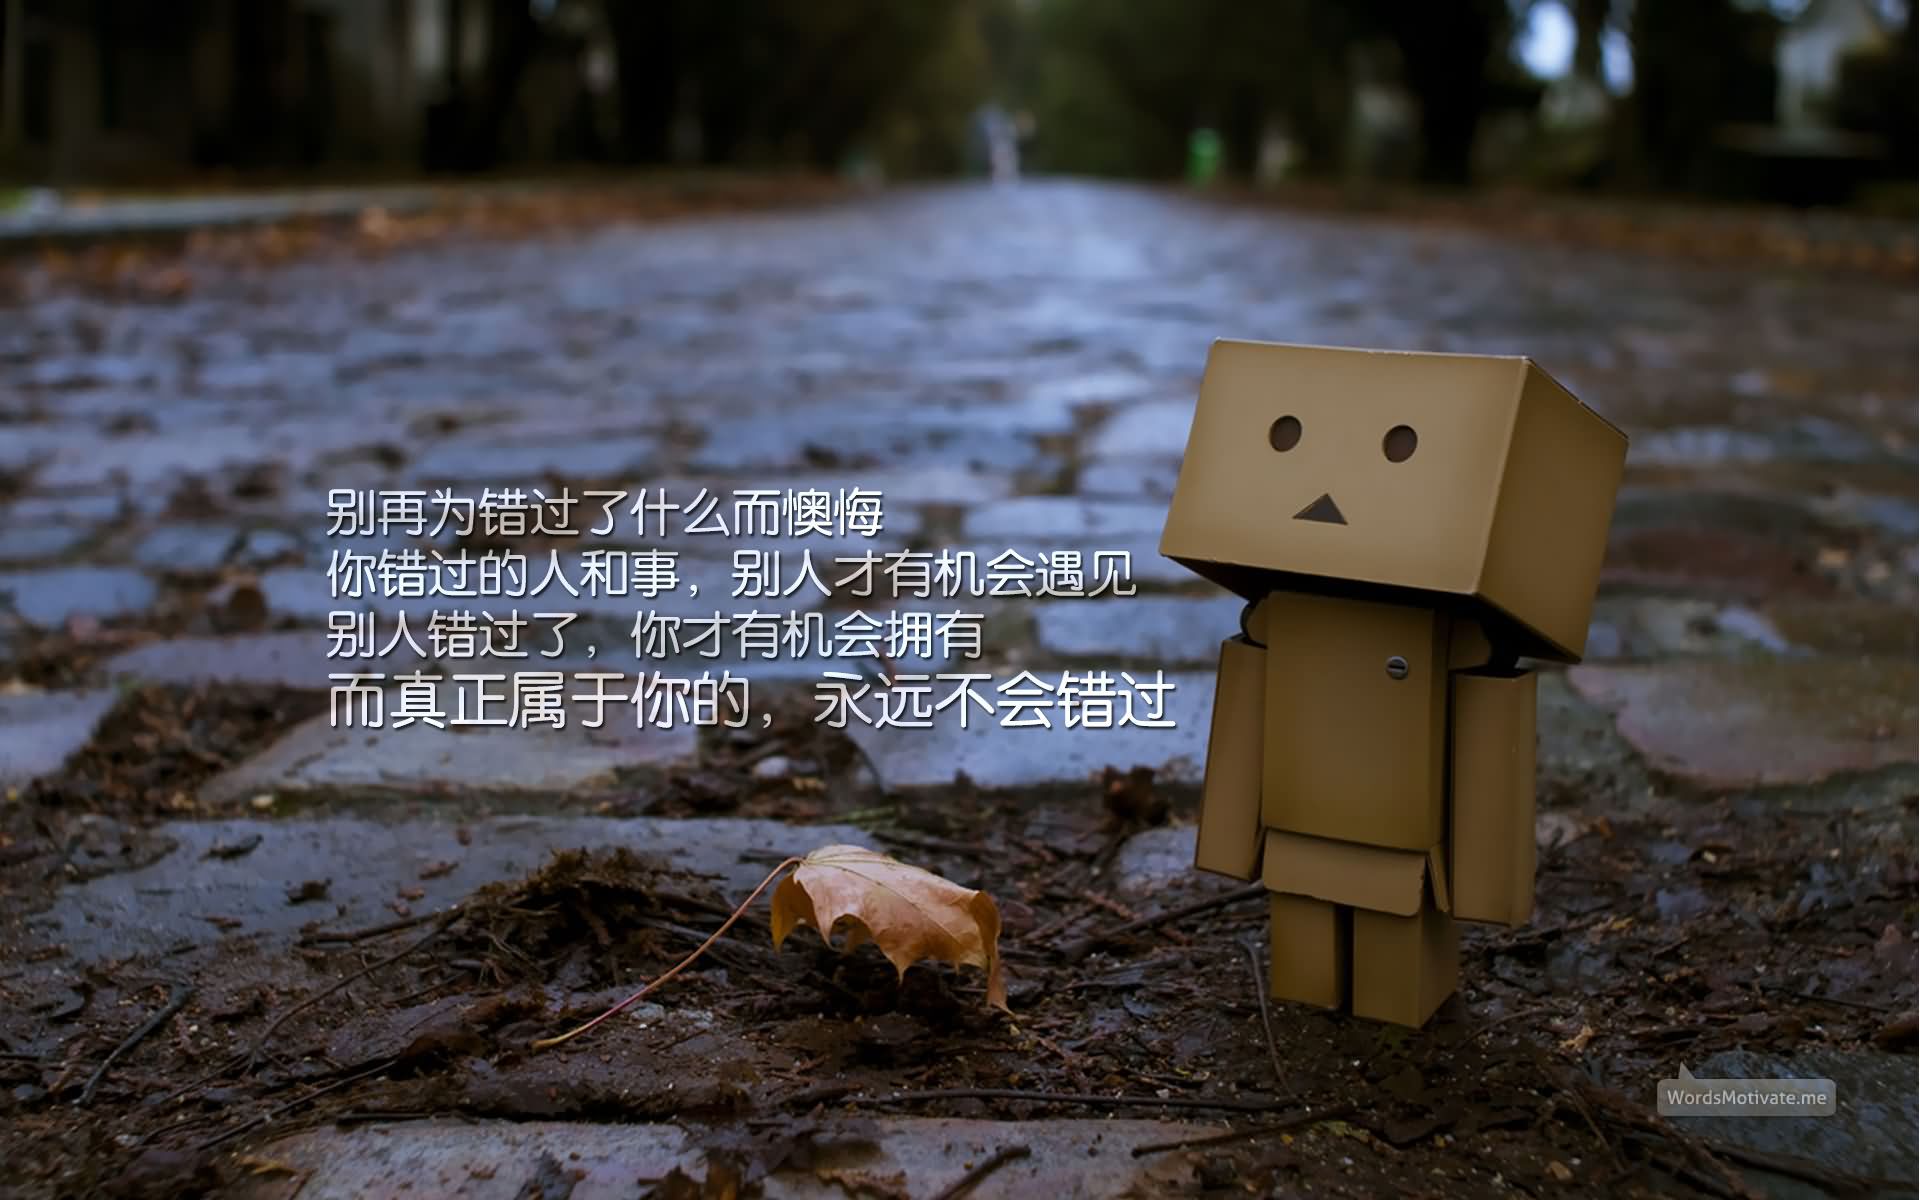 别再为错过了什么而懊悔
你错过的人和事，别人才有机会遇见
别人错过了，你才有机会拥有
而真正属于你的，永远不会错过
WordsMotivate.me